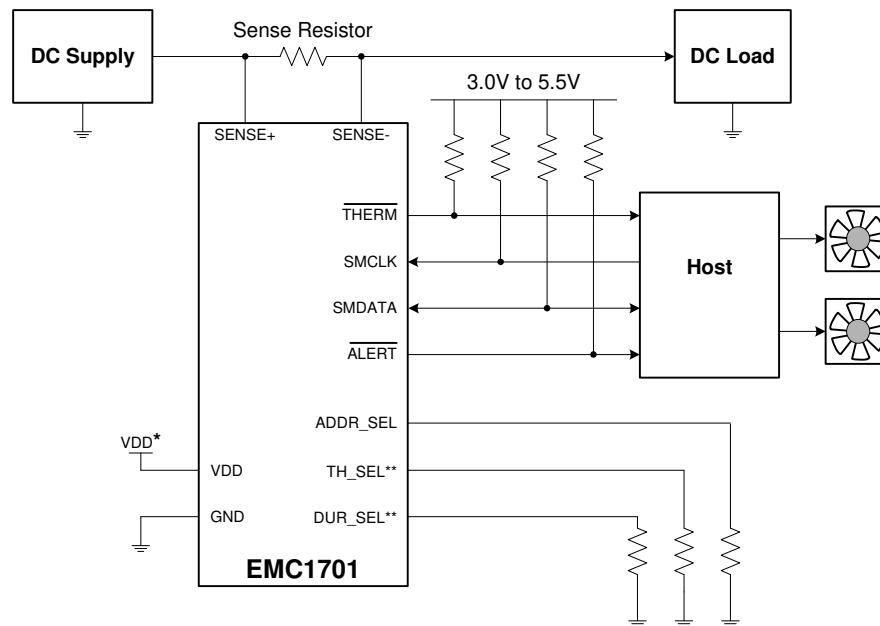 DC Supply
Sense Resistor
DC Load
3.0V to 5.5V
SENSE+
SENSE-
THERM
SMCLK
SMDATA
ALERT
Host
ADDR_SEL
VDD*
VDD
TH_SEL**
GND
DUR_SEL**
EMC1701